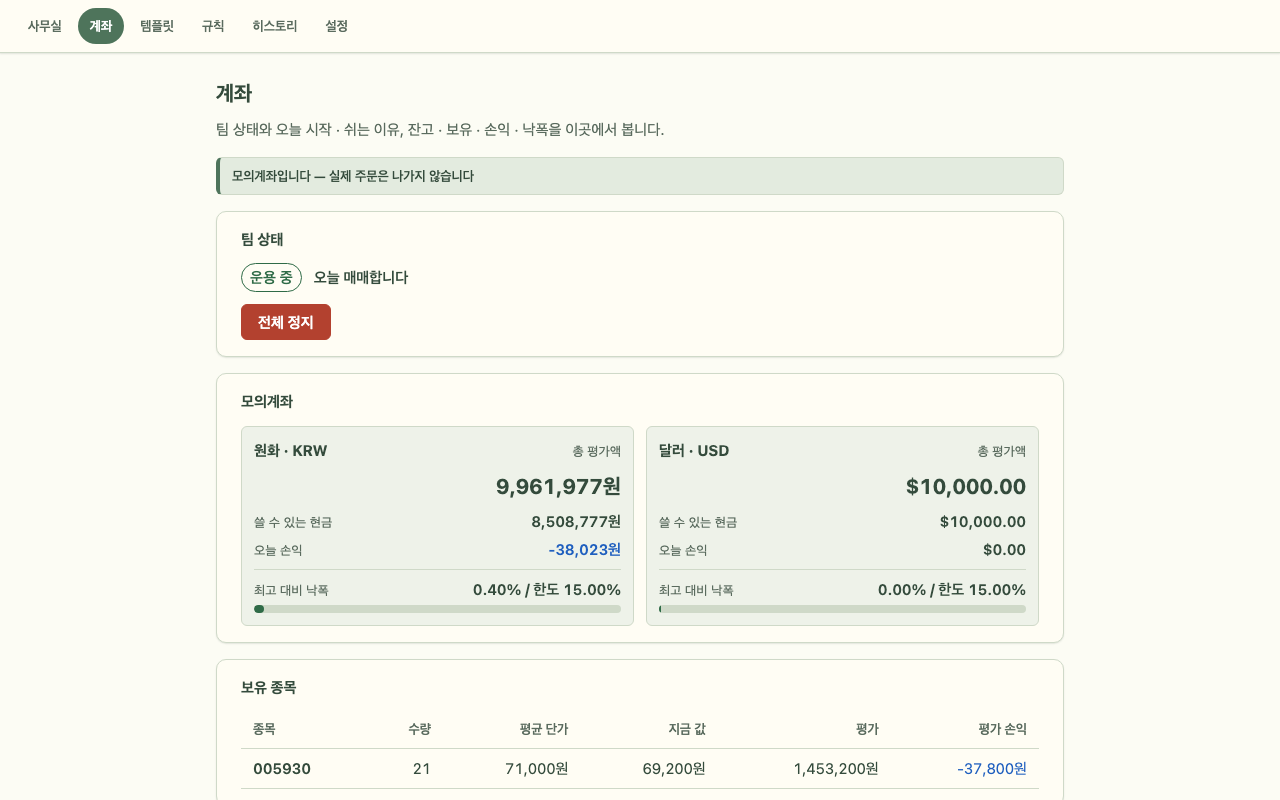 사무실 계좌 템플릿 규칙 히스토리 설정
계좌
팀 상태와 오늘 시작 · 쉬는 이유, 잔고 · 보유 · 손익 · 낙폭을 이곳에서 봅니다.
모의계좌입니다 — 실제 주문은 나가지 않습니다
팀 상태
운용 중 오늘 매매합니다
전체 정지
모의계좌
원화 · KRW 총 평가액
9,961,977원
쓸 수 있는 현금 8,508,777원
오늘 손익 -38,023원
최고 대비 낙폭 0.40% / 한도 15.00%
달러 · USD 총 평가액
$10,000.00
쓸 수 있는 현금 $10,000.00
오늘 손익 $0.00
최고 대비 낙폭 0.00% / 한도 15.00%
보유 종목
종목 수량 평균 단가 지금 값 평가 평가 손익
005930 21 71,000원 69,200원 1,453,200원 -37,800원